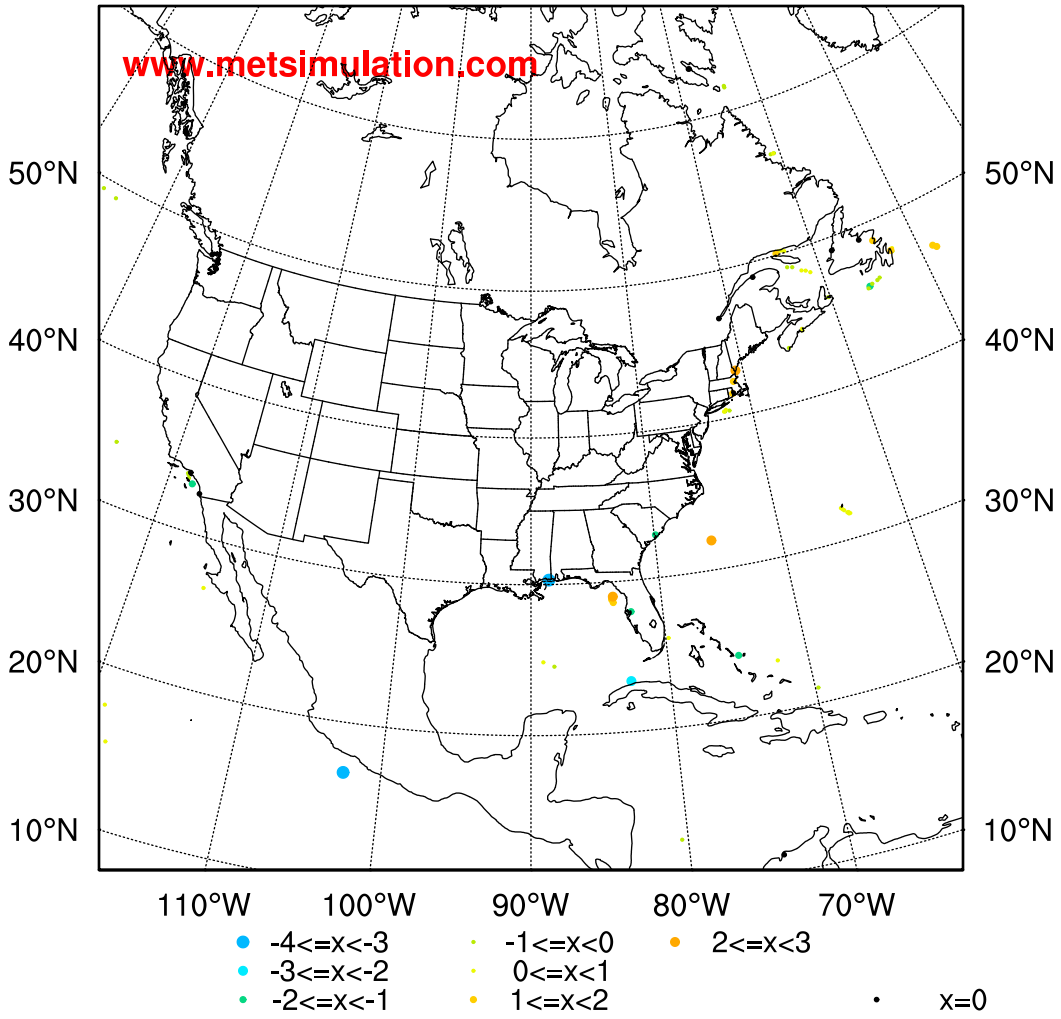 www.metsimulation.com
50°N 50°N
40°N 40°N
30°N 30°N
20°N 20°N
10°N 10°N
110°W 100°W 90°W 80°W 70°W
-4<=x<-3 -1<=x<0 2<=x<3
-3<=x<-2 0<=x<1
-2<=x<-1 1<=x<2 x=0